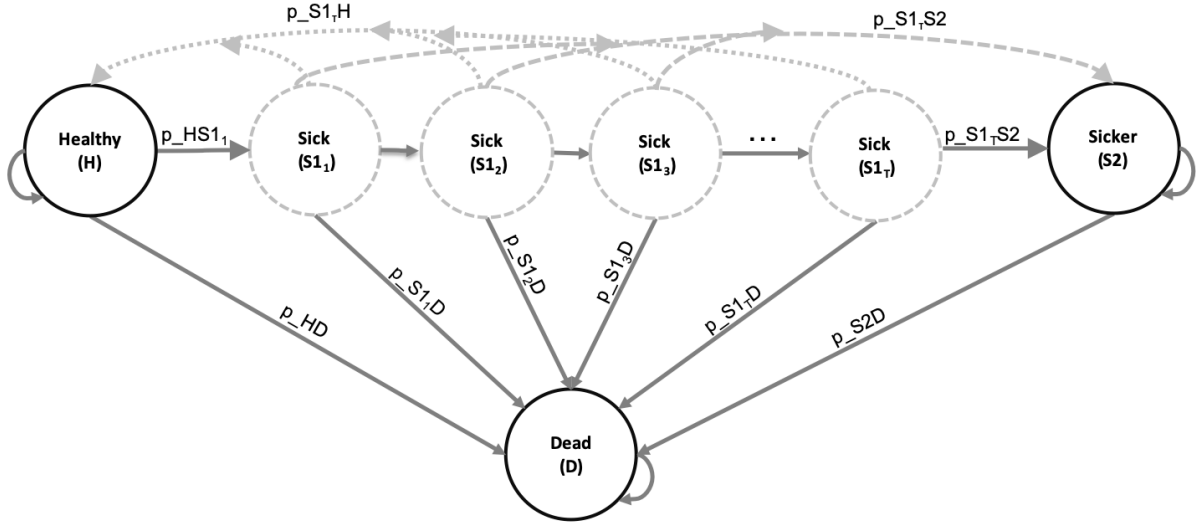 p_S1ₜH
p_S1ₜS2
Healthy
(H)
p_HS1₁
Sick
(S1₁)
Sick
(S1₂)
Sick
(S1₃)
...
Sick
(S1ₜ)
p_S1ₜS2
Sicker
(S2)
p_HD
p_S1₁D
p_S1₂D
p_S1₃D
p_S1ₜD
p_S2D
Dead
(D)